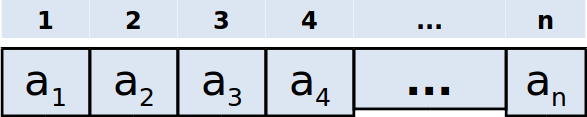 1 2 3 4 ... n
a₁ a₂ a₃ a₄ ... aₙ